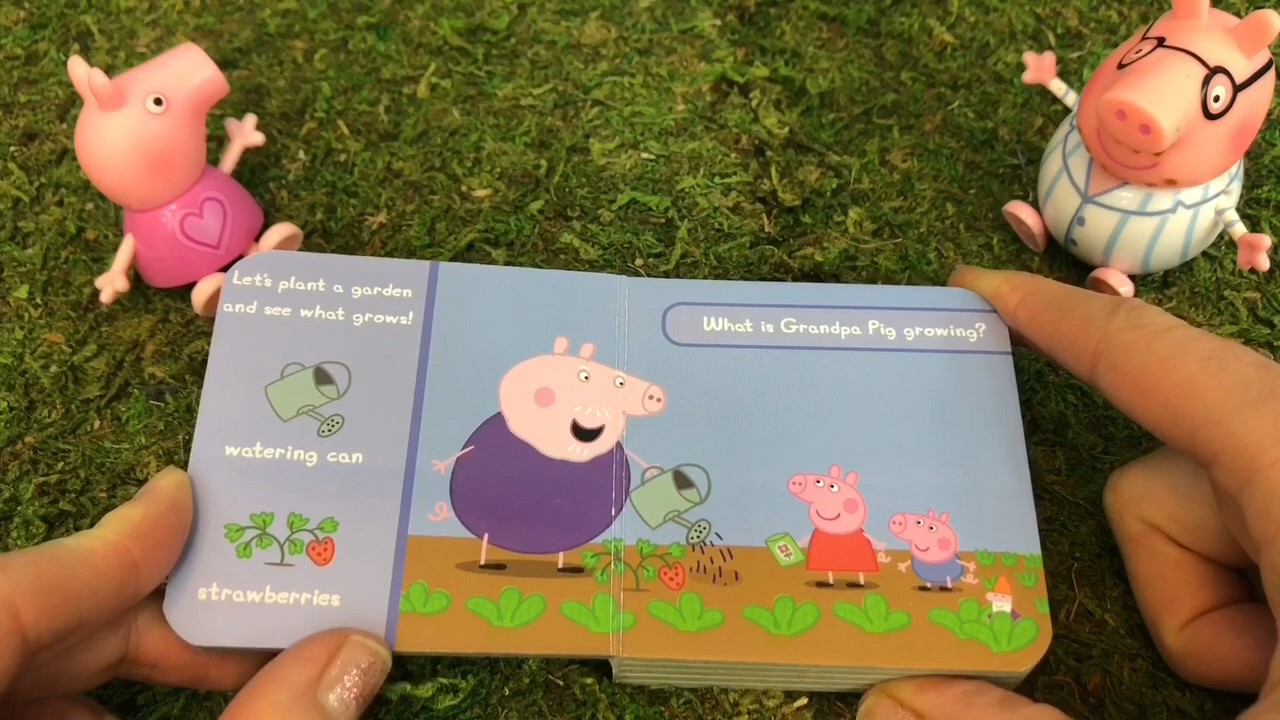 Let's plant a garden
and see what grows!
watering can
strawberries
What is Grandpa Pig growing?